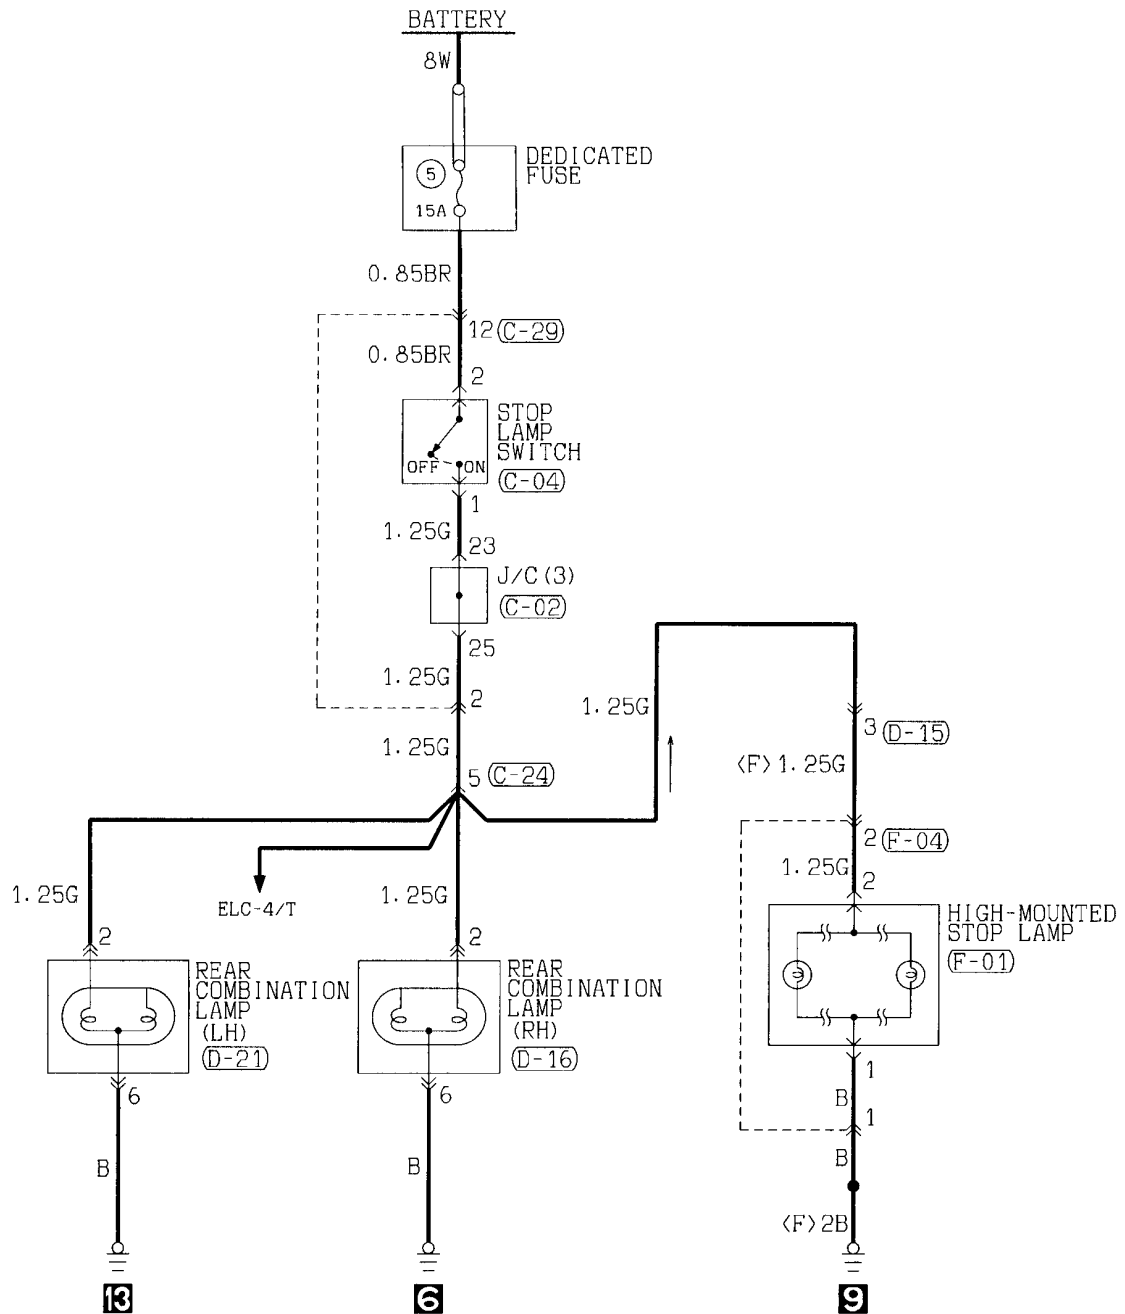 BATTERY
8W
DEDICATED
FUSE
5
15A
0.85BR
12 (C-29)
0.85BR
2
STOP
LAMP
SWITCH
OFF ON
(C-04)
1
1.25G
23
J/C(3)
(C-02)
25
1.25G
2
1.25G
1.25G
3 (D-15)
<F>1.25G
5 (C-24)
2 (F-04)
1.25G
2
1.25G
1.25G
ELC-4/T
2
2
HIGH-MOUNTED
STOP LAMP
(F-01)
REAR
COMBINATION
LAMP
(LH)
(D-21)
REAR
COMBINATION
LAMP
(RH)
(D-16)
6
6
1
B
1
B
B
B
<F>2B
13
6
9